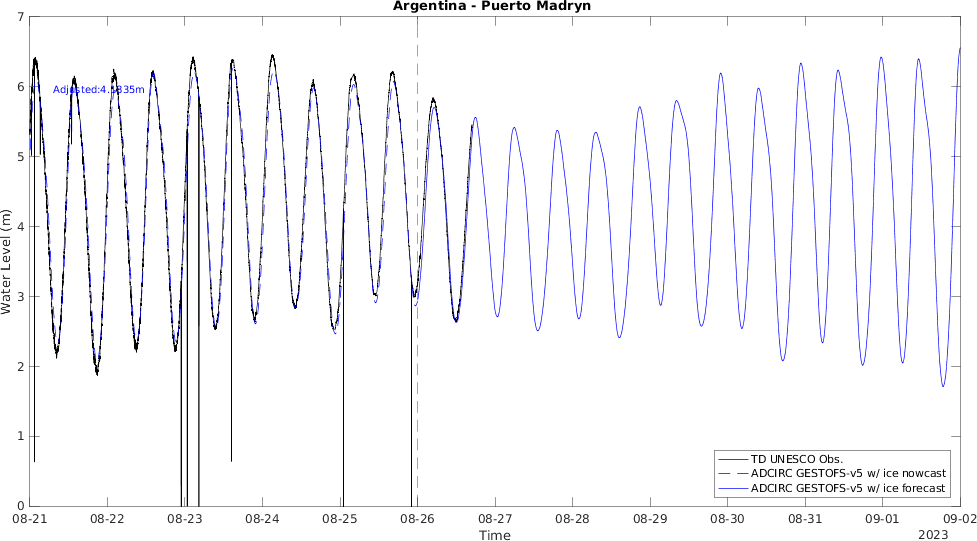 Argentina - Puerto Madryn
7
6
5
4
3
2
1
0
Water Level (m)
08-21 08-22 08-23 08-24 08-25 08-26 08-27 08-28 08-29 08-30 08-31 09-01 09-02
Time
2023
TD UNESCO Obs.
ADCIRC GESTOFS-v5 w/ ice nowcast
ADCIRC GESTOFS-v5 w/ ice forecast